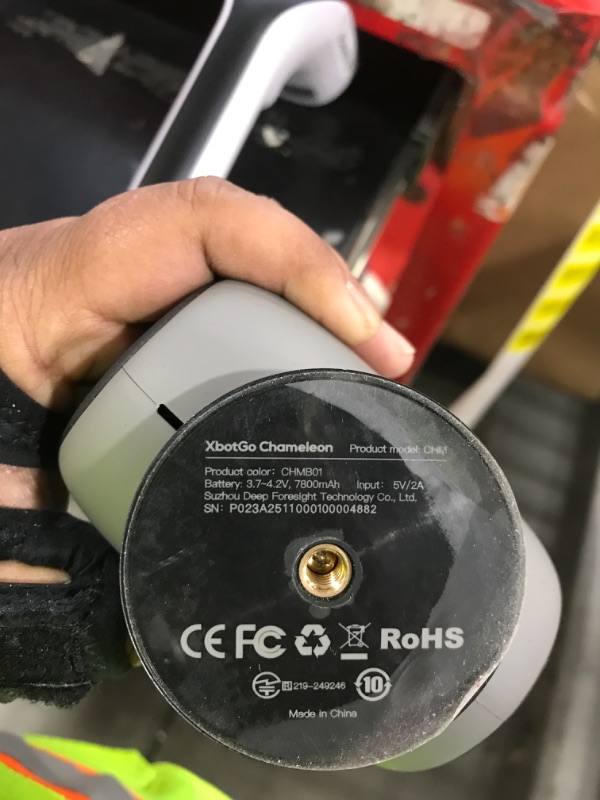 XbotGo Chameleon Product model: CHM
Product color: CHMB01
Battery: 3.7~4.2V, 7800mAh Input: 5V/2A
Suzhou Deep Foresight Technology Co., Ltd.
SN: P023A2511000100004882
CE FC RoHS
R 219-249246 10
Made in China